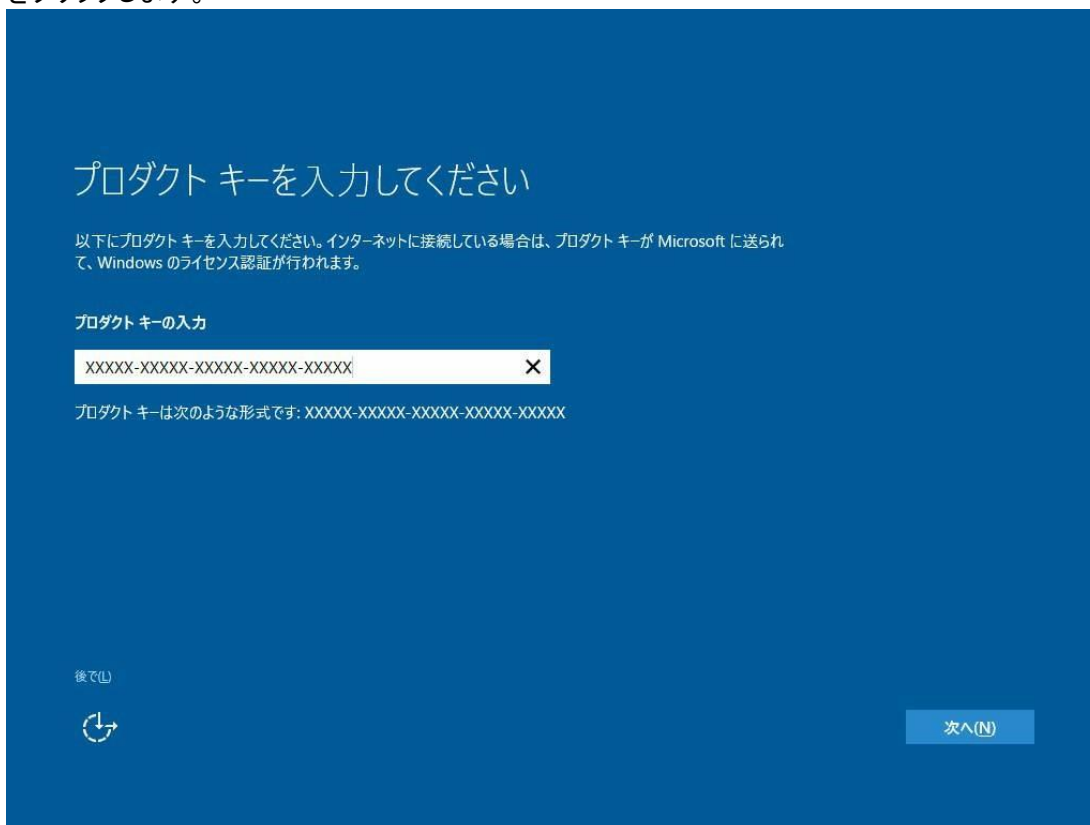 をクリックします。
プロダクト キーを入力してください
以下にプロダクト キーを入力してください。インターネットに接続している場合は、プロダクト キーが Microsoft に送られ
て、Windows のライセンス認証が行われます。
プロダクト キーの入力
XXXXX-XXXXX-XXXXX-XXXXX-XXXXX
プロダクト キーは次のような形式です: XXXXX-XXXXX-XXXXX-XXXXX-XXXXX
後で(L)
次へ(N)